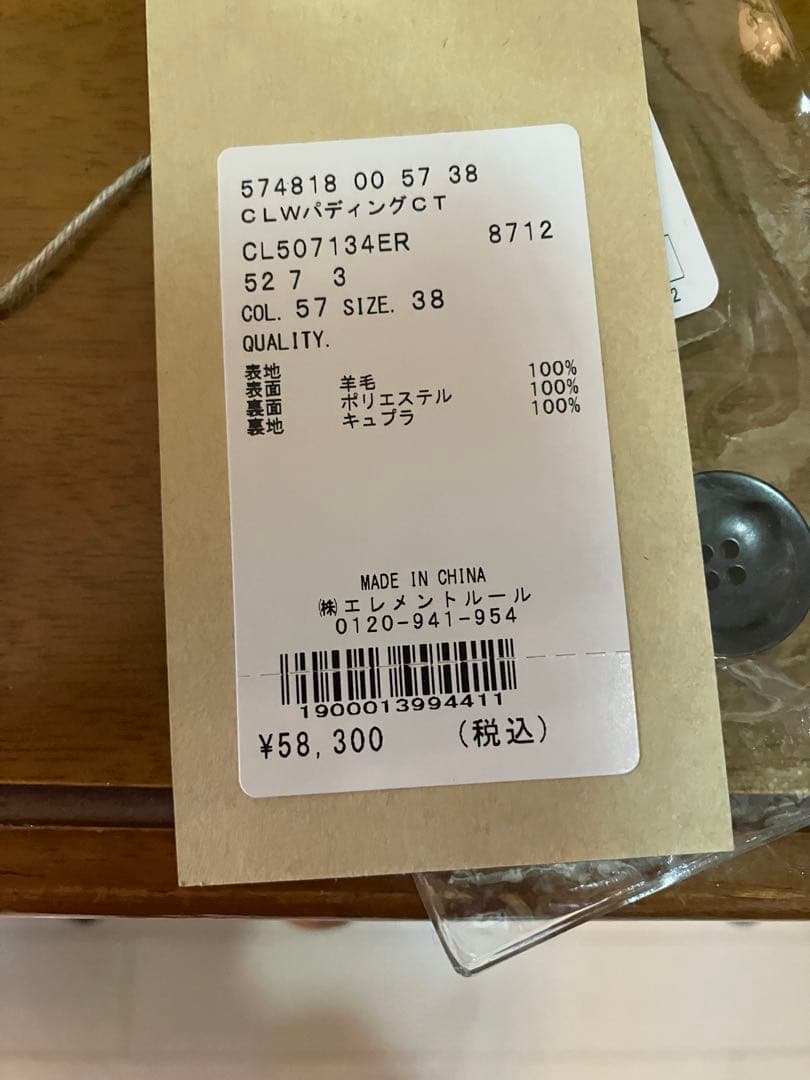 574818 00 5 7 38
CLWパディングCT
CL507134ER 8712
52 7 3
COL. 57 SIZE. 38
QUALITY.
表地
表面 羊毛 100%
裏面 ポリエステル 100%
裏地 キュプラ 100%
MADE IN CHINA
㈱エレメントルール
0120-941-954
1900013994411
¥58,300 (税込)
2